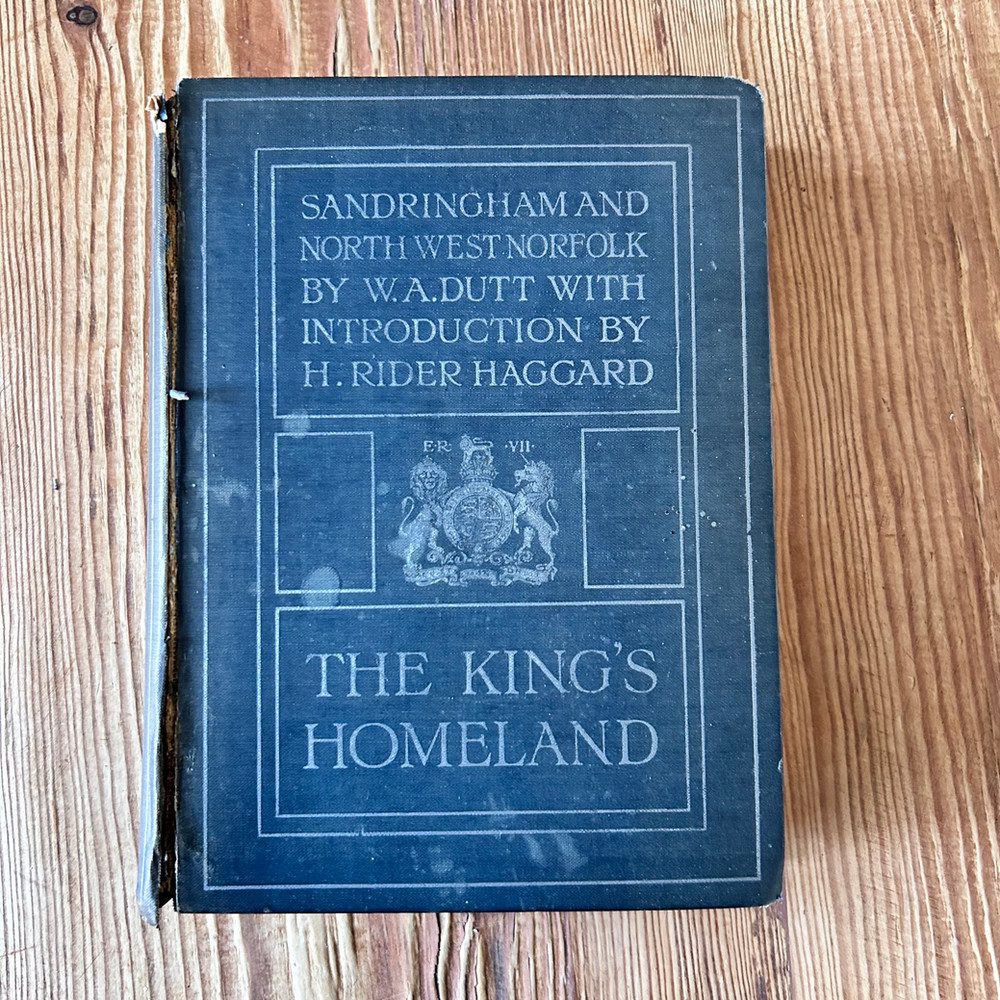 SANDRINGHAM AND
NORTH WEST NORFOLK
BY W.A. DUTT WITH
INTRODUCTION BY
H. RIDER HAGGARD
E·R· ·VII·
THE KING'S
HOMELAND